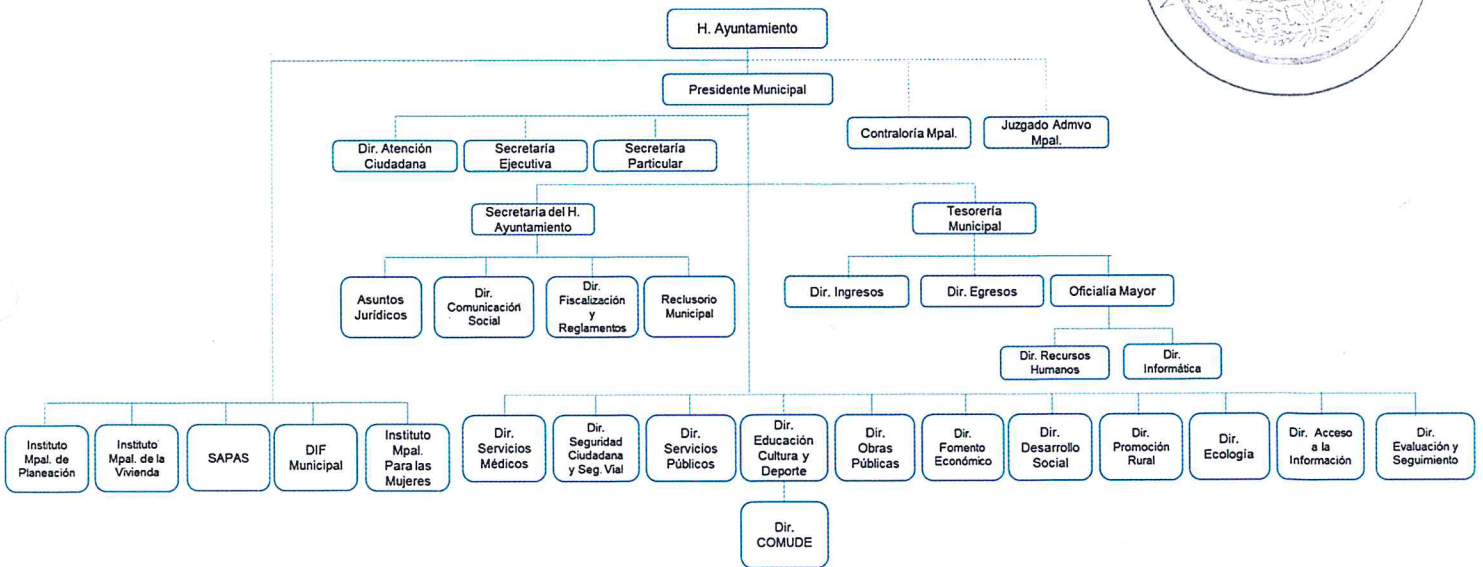 H. Ayuntamiento
Presidente Municipal
Contraloría Mpal.
Juzgado Admvo
Mpal.
Dir. Atención
Ciudadana
Secretaría
Ejecutiva
Secretaría
Particular
Secretaría del H.
Ayuntamiento
Tesorería
Municipal
Asuntos
Jurídicos
Dir.
Comunicación
Social
Dir.
Fiscalización
y
Reglamentos
Reclusorio
Municipal
Dir. Ingresos
Dir. Egresos
Oficialía Mayor
Dir. Recursos
Humanos
Dir.
Informática
Instituto
Mpal. de
Planeación
Instituto
Mpal. de la
Vivienda
SAPAS
DIF
Municipal
Instituto
Mpal.
Para las
Mujeres
Dir.
Servicios
Médicos
Dir.
Seguridad
Ciudadana
y Seg. Vial
Dir.
Servicios
Públicos
Dir.
Educación
Cultura y
Deporte
Dir.
Obras
Públicas
Dir.
Fomento
Económico
Dir.
Desarrollo
Social
Dir.
Promoción
Rural
Dir.
Ecología
Dir. Acceso
a la
Información
Dir.
Evaluación y
Seguimiento
Dir.
COMUDE